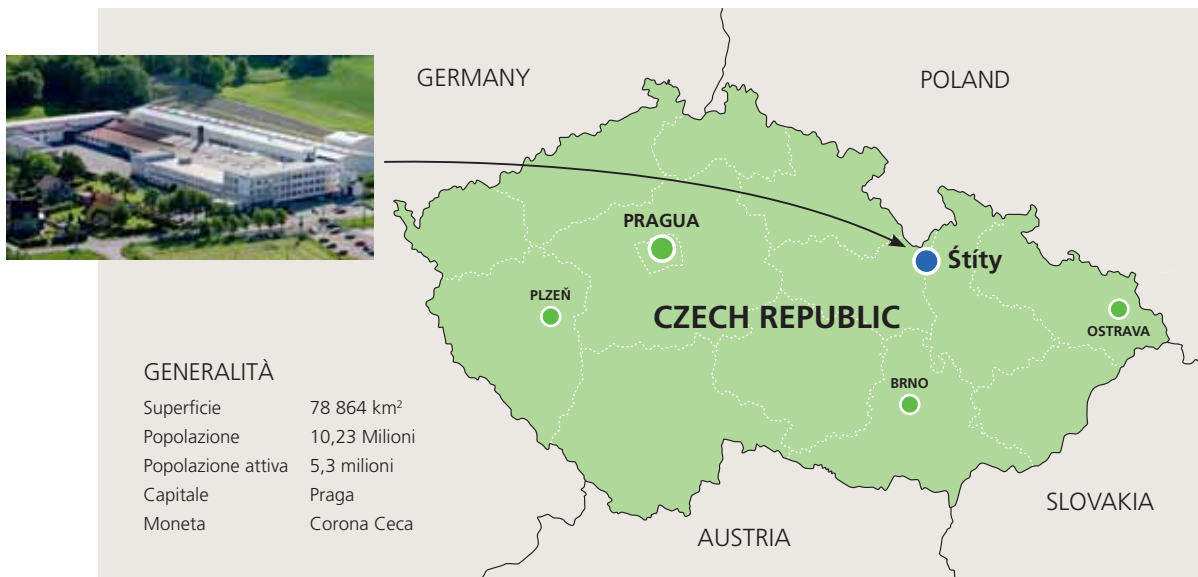 GERMANY
POLAND
PRAGUA
Śtíty
PLZEŇ
CZECH REPUBLIC
OSTRAVA
BRNO
GENERALITÀ
Superficie 78 864 km²
Popolazione 10,23 Milioni
Popolazione attiva 5,3 milioni
Capitale Praga
Moneta Corona Ceca
SLOVAKIA
AUSTRIA